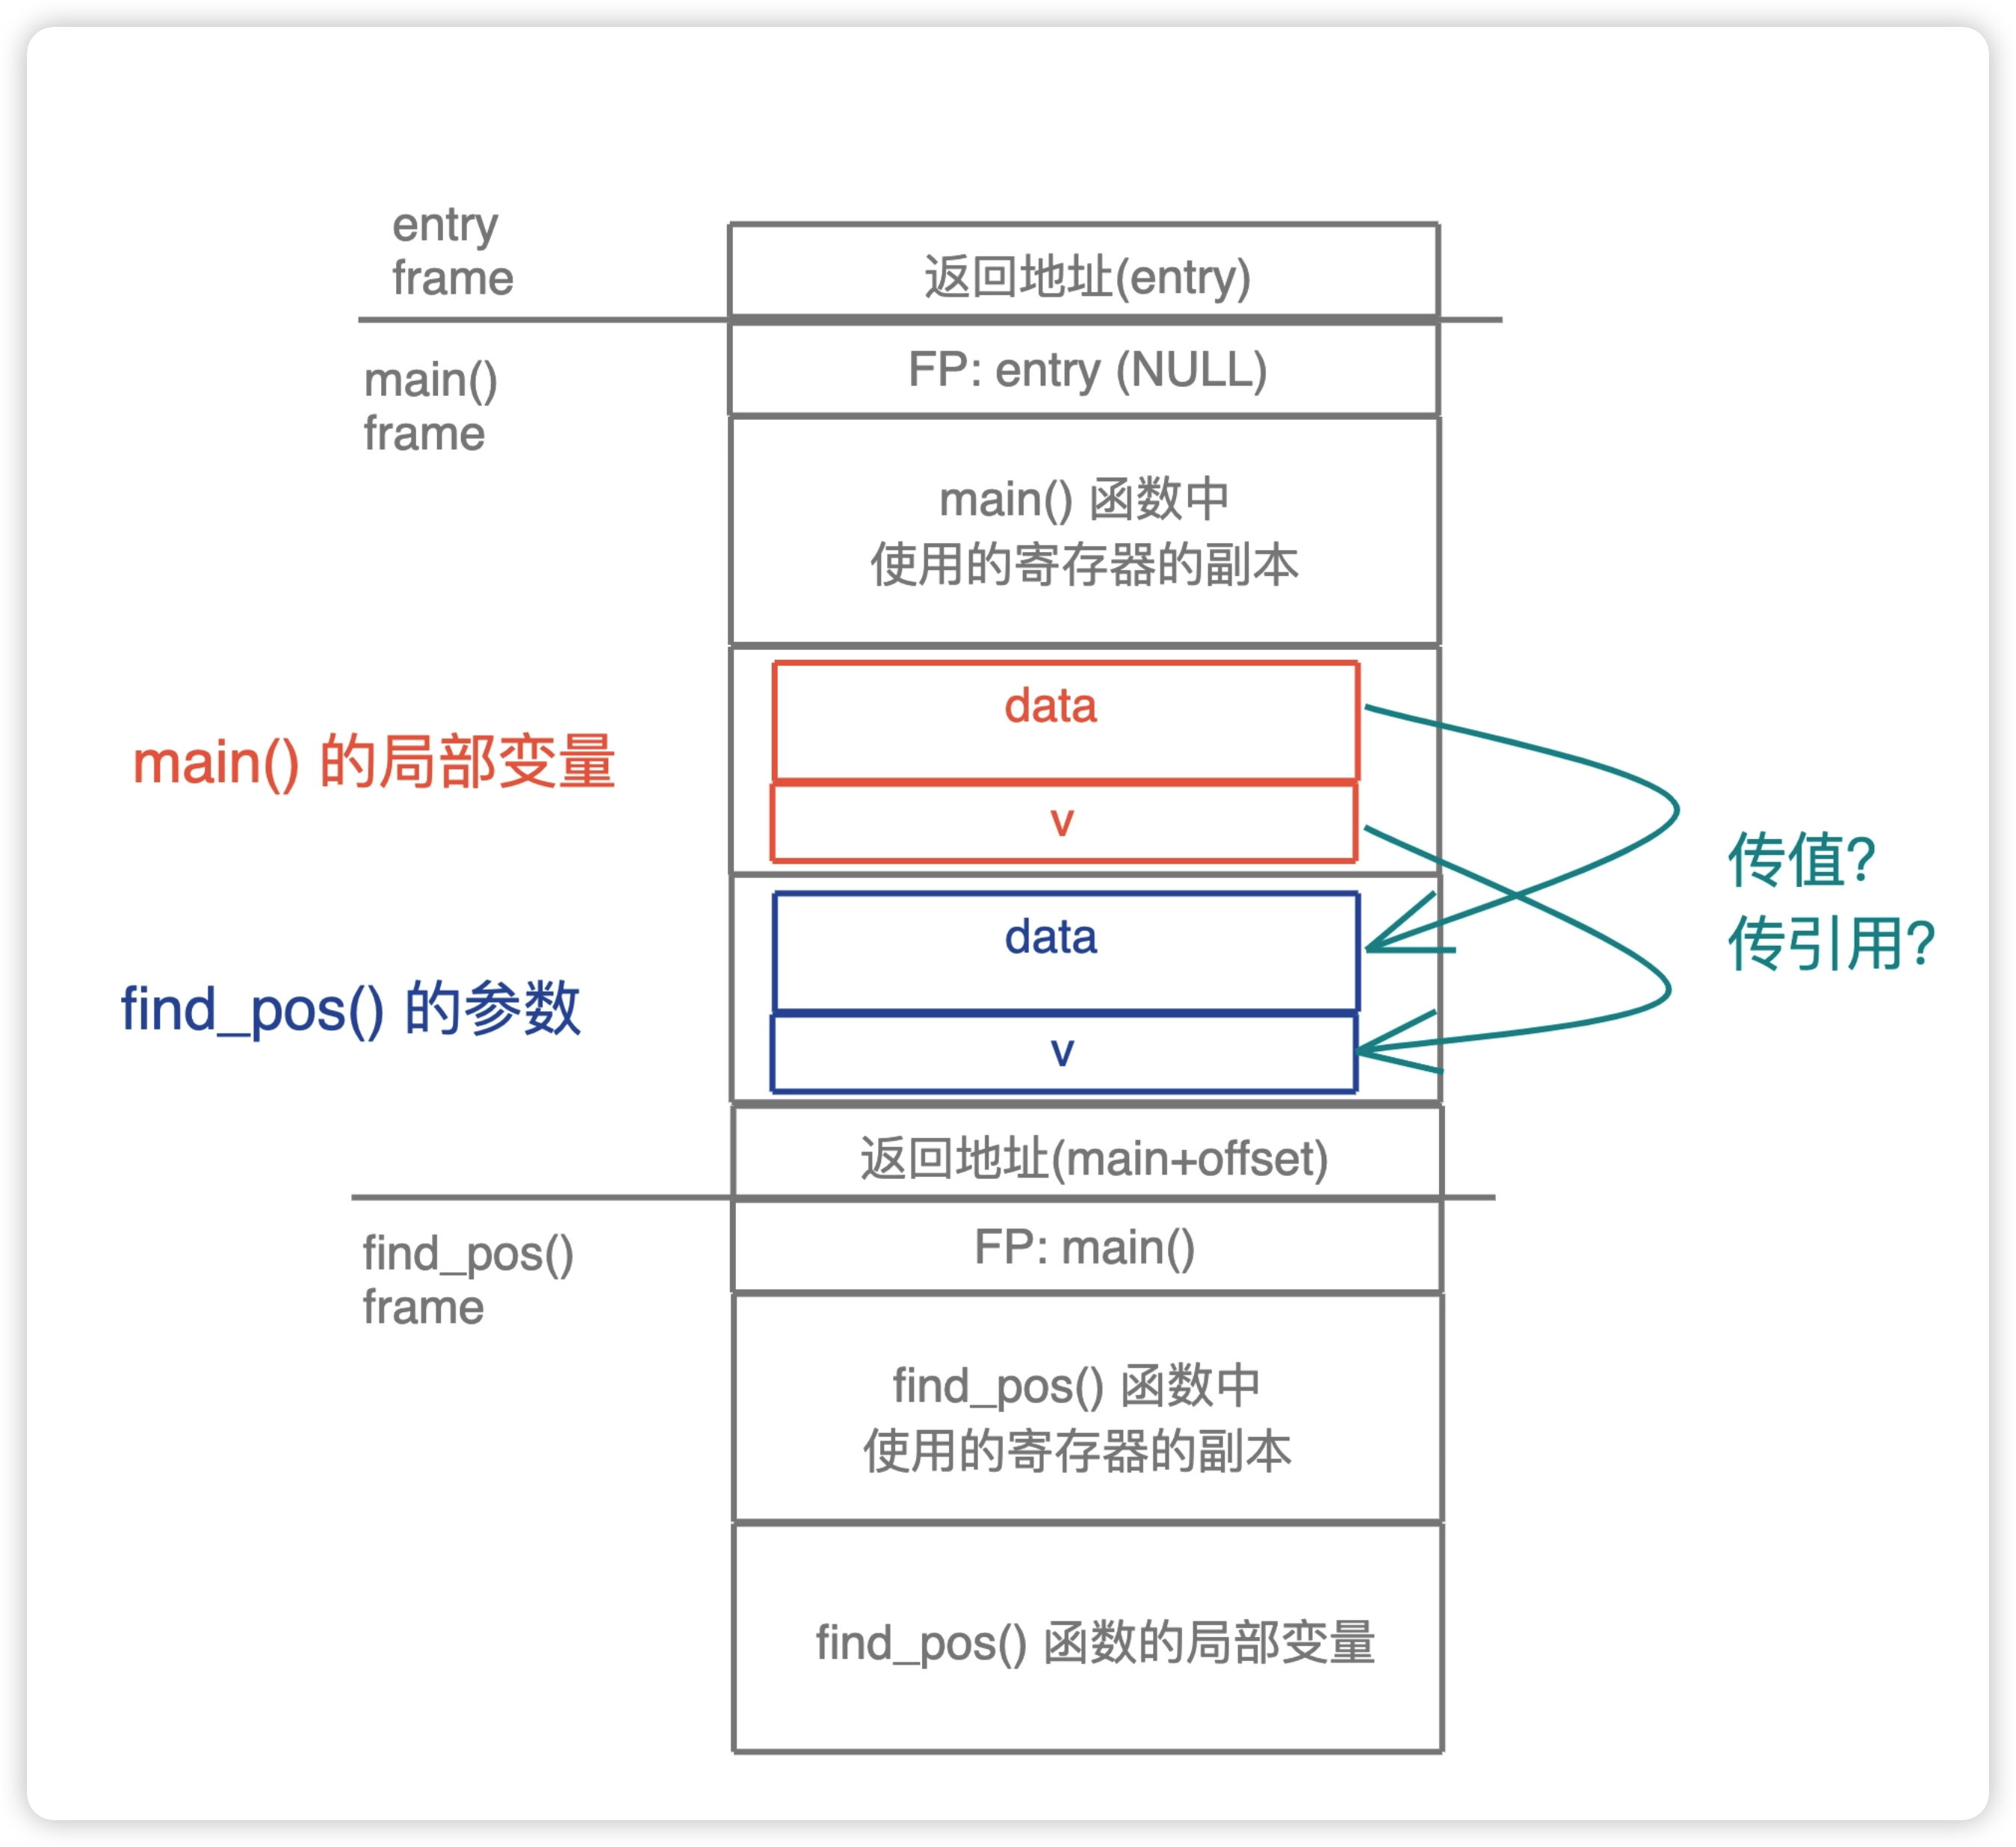 entry
frame
返回地址(entry)
main()
frame
FP: entry (NULL)
main() 函数中
使用的寄存器的副本
main() 的局部变量
data
v
传值?
传引用?
find_pos() 的参数
data
v
返回地址(main+offset)
find_pos()
frame
FP: main()
find_pos() 函数中
使用的寄存器的副本
find_pos() 函数的局部变量